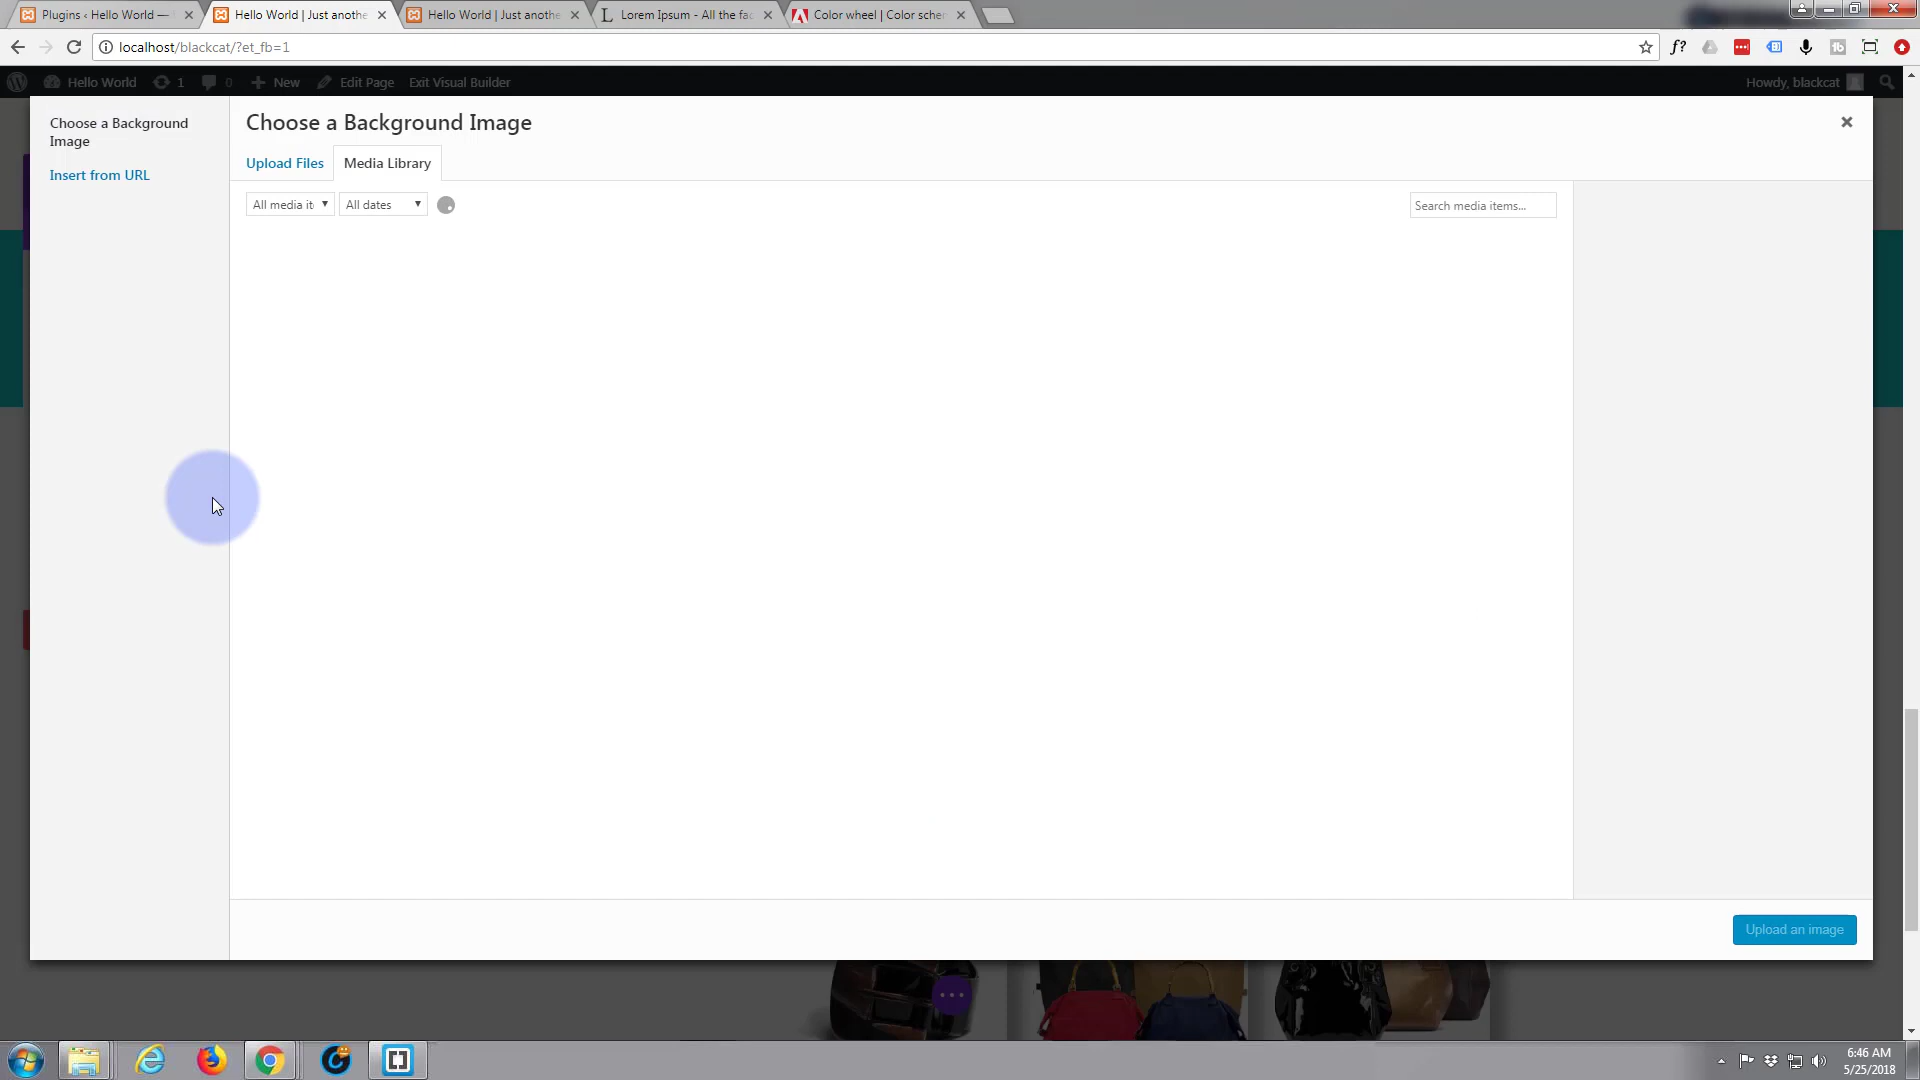 Plugins ‹ Hello World —
Hello World | Just anothe
Hello World | Just anothe
Lorem Ipsum - All the fac
Color wheel | Color scher
localhost/blackcat/?et_fb=1
f?
Hello World
1
0
New
Edit Page
Exit Visual Builder
Howdy, blackcat
Choose a Background
Image
Insert from URL
Choose a Background Image
Upload Files
Media Library
All media it
All dates
Search media items...
Upload an image
6:46 AM
5/25/2018